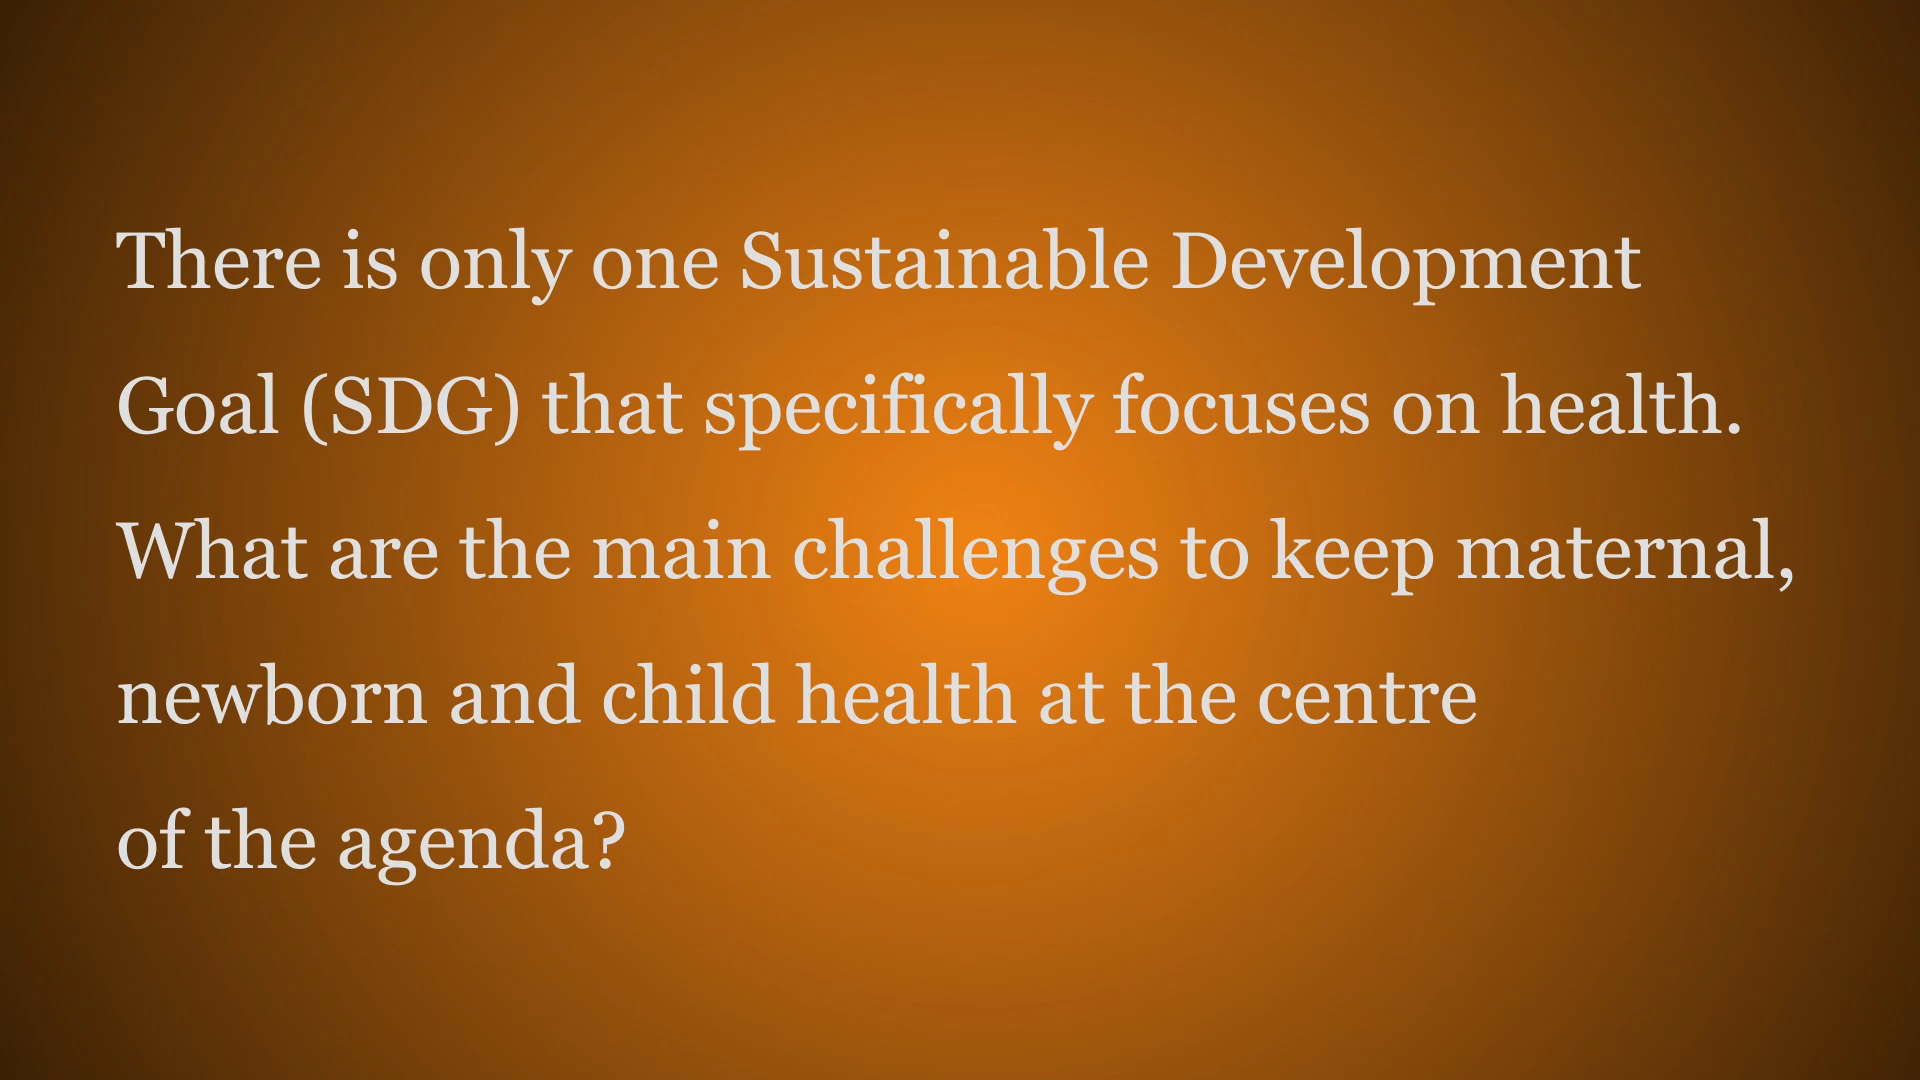 There is only one Sustainable Development
Goal (SDG) that specifically focuses on health.
What are the main challenges to keep maternal,
newborn and child health at the centre
of the agenda?